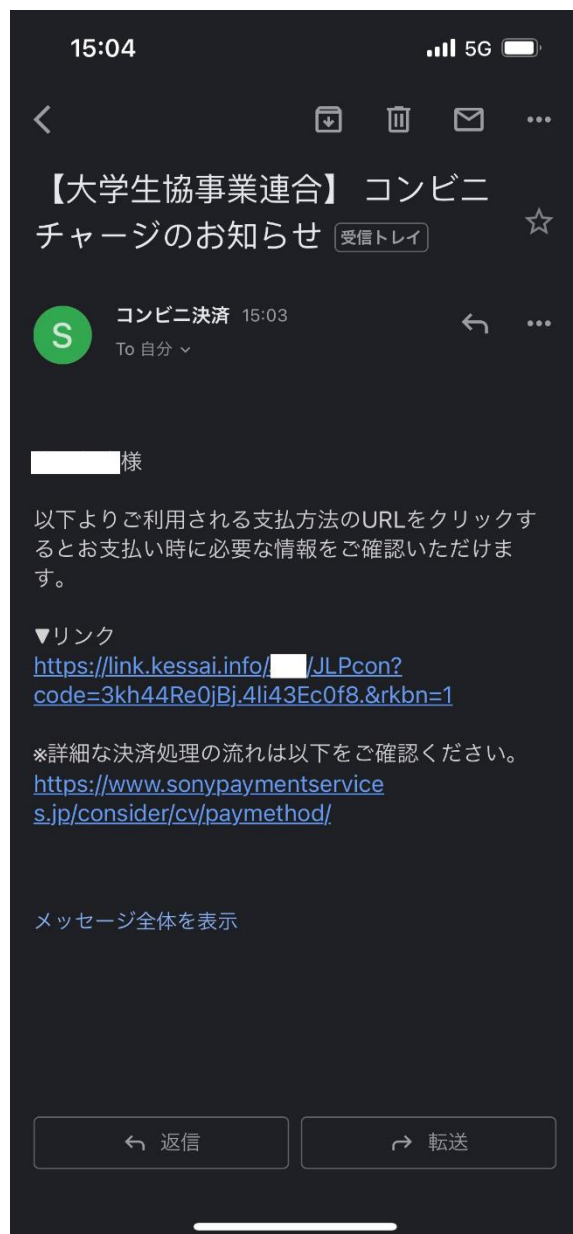 15:04
5G
【大学生協事業連合】 コンビニ
チャージのお知らせ 受信トレイ
S
コンビニ決済 15:03
To 自分
様
以下よりご利用される支払方法のURLをクリックす
るとお支払い時に必要な情報をご確認いただけま
す。
▼リンク
https://link.kessai.info/ /JLPcon?
code=3kh44Re0jBj.4Ii43Ec0f8.&rkbn=1
※詳細な決済処理の流れは以下をご確認ください。
https://www.sonypaymentservice
s.jp/consider/cv/paymethod/
メッセージ全体を表示
返信
転送